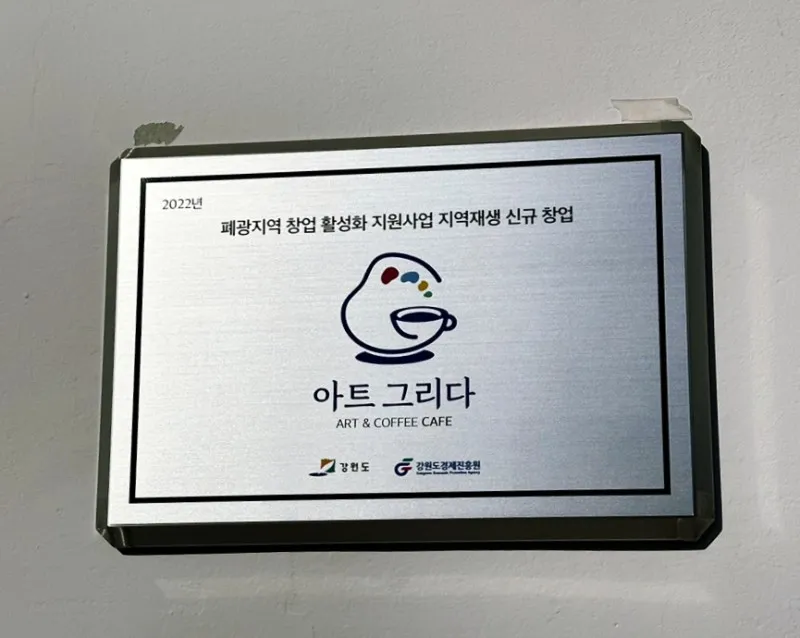 2022년
폐광지역 창업 활성화 지원사업 지역재생 신규 창업
아트 그리다
ART & COFFEE CAFE
강원도
강원도경제진흥원